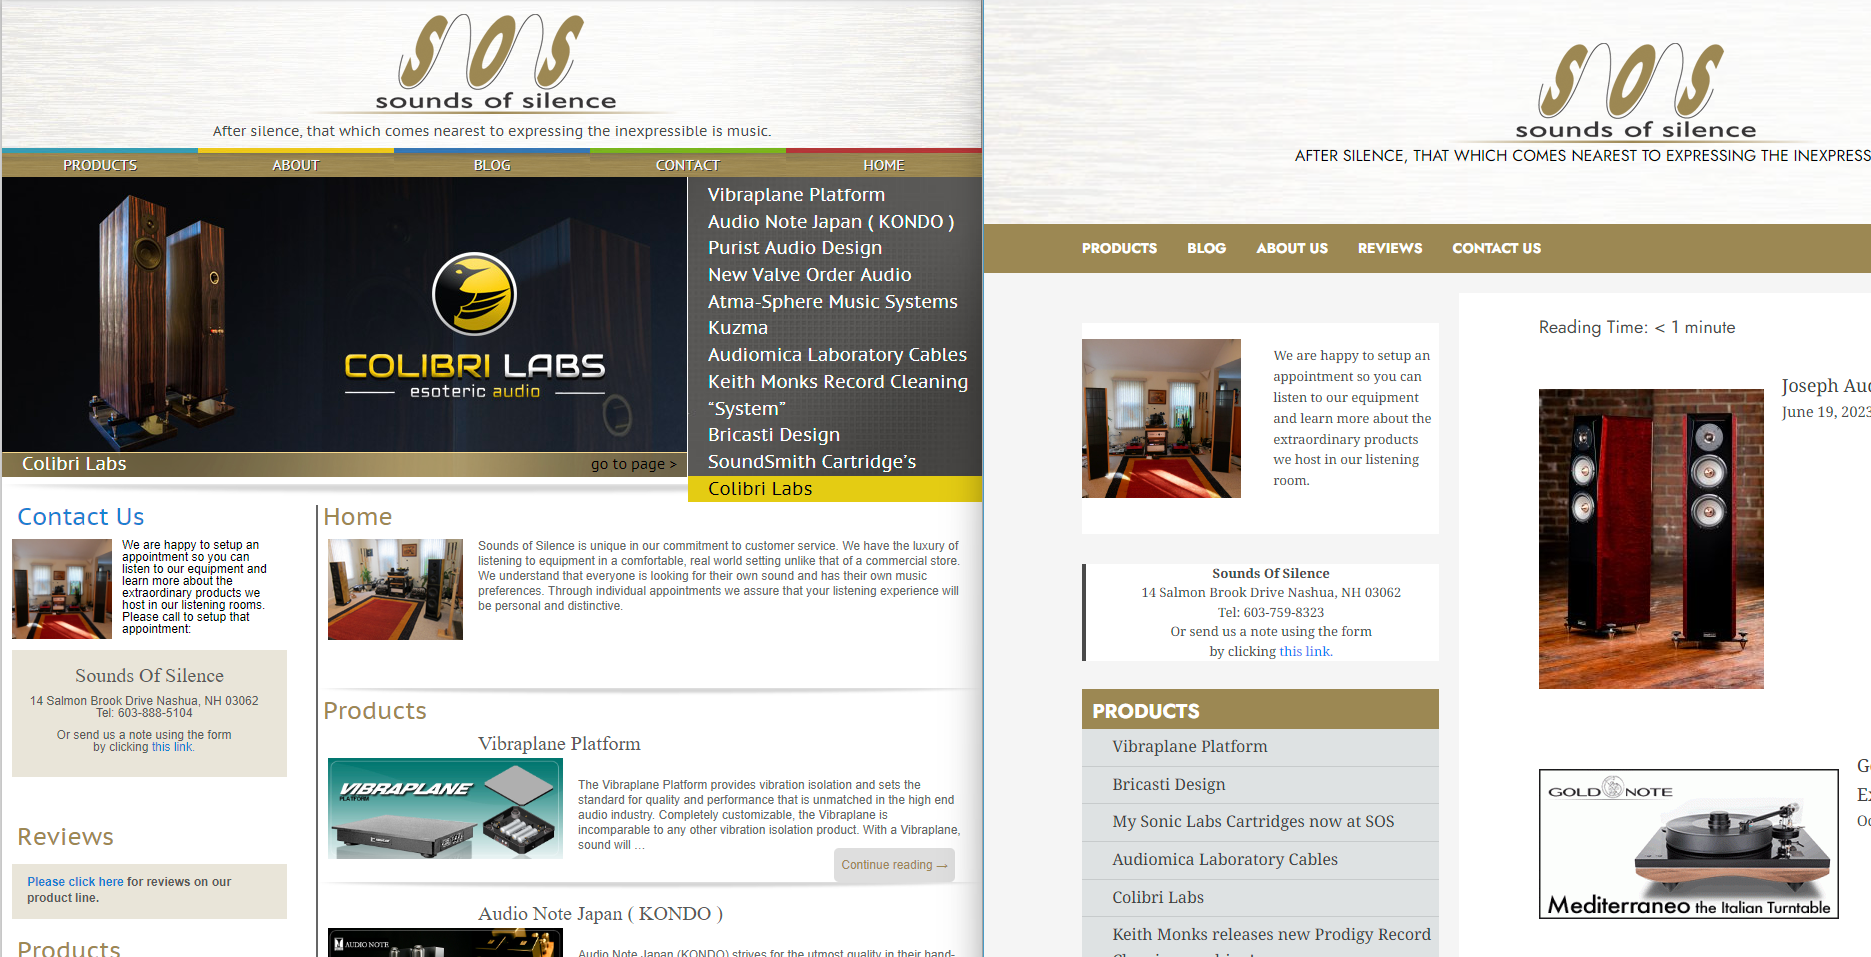 SOS
sounds of silence
After silence, that which comes nearest to expressing the inexpressible is music.
PRODUCTS
ABOUT
BLOG
CONTACT
HOME
COLIBRI LABS
esoteric audio
Colibri Labs
go to page >
Vibraplane Platform
Audio Note Japan ( KONDO )
Purist Audio Design
New Valve Order Audio
Atma-Sphere Music Systems
Kuzma
Audiomica Laboratory Cables
Keith Monks Record Cleaning
“System”
Bricasti Design
SoundSmith Cartridge’s
Colibri Labs
Contact Us
We are happy to setup an
appointment so you can
listen to our equipment and
learn more about the
extraordinary products we
host in our listening rooms.
Please call to setup that
appointment:
Sounds Of Silence
14 Salmon Brook Drive Nashua, NH 03062
Tel: 603-888-5104
Or send us a note using the form
by clicking this link.
Reviews
Please click here for reviews on our
product line.
Products
Home
Sounds of Silence is unique in our commitment to customer service. We have the luxury of
listening to equipment in a comfortable, real world setting unlike that of a commercial store.
We understand that everyone is looking for their own sound and has their own music
preferences. Through individual appointments we assure that your listening experience will
be personal and distinctive.
Products
Vibraplane Platform
VIBRAPLANE
PLATFORM
The Vibraplane Platform provides vibration isolation and sets the
standard for quality and performance that is unmatched in the high end
audio industry. Completely customizable, the Vibraplane is
incomparable to any other vibration isolation product. With a Vibraplane,
sound will ...
Continue reading →
Audio Note Japan ( KONDO )
AUDIO NOTE
Audio Note Japan (KONDO) strives for the utmost quality in their hand-
SOS
sounds of silence
AFTER SILENCE, THAT WHICH COMES NEAREST TO EXPRESSING THE INEXPRESS
PRODUCTS
BLOG
ABOUT US
REVIEWS
CONTACT US
We are happy to setup an
appointment so you can
listen to our equipment
and learn more about the
extraordinary products
we host in our listening
room.
Sounds Of Silence
14 Salmon Brook Drive Nashua, NH 03062
Tel: 603-759-8323
Or send us a note using the form
by clicking this link.
PRODUCTS
Vibraplane Platform
Bricasti Design
My Sonic Labs Cartridges now at SOS
Audiomica Laboratory Cables
Colibri Labs
Keith Monks releases new Prodigy Record
Reading Time: < 1 minute
Joseph Au
June 19, 2023
GOLD NOTE
Mediterraneo the Italian Turntable
G
Ex
Oc